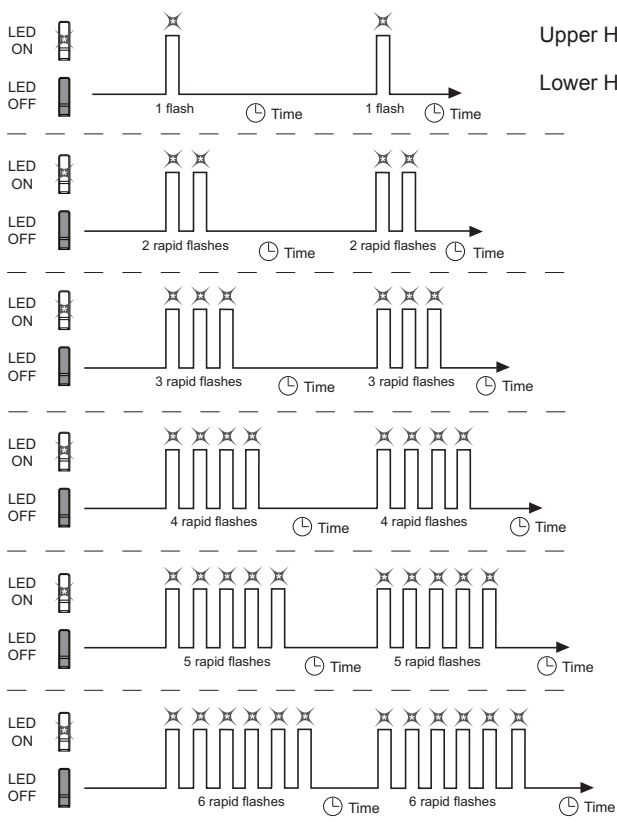 LED
ON
Upper H
LED
OFF
Lower H
1 flash
Time
1 flash
Time
LED
ON
LED
OFF
2 rapid flashes
Time
2 rapid flashes
Time
LED
ON
LED
OFF
3 rapid flashes
Time
3 rapid flashes
Time
LED
ON
LED
OFF
4 rapid flashes
Time
4 rapid flashes
Time
LED
ON
LED
OFF
5 rapid flashes
Time
5 rapid flashes
Time
LED
ON
LED
OFF
6 rapid flashes
Time
6 rapid flashes
Time